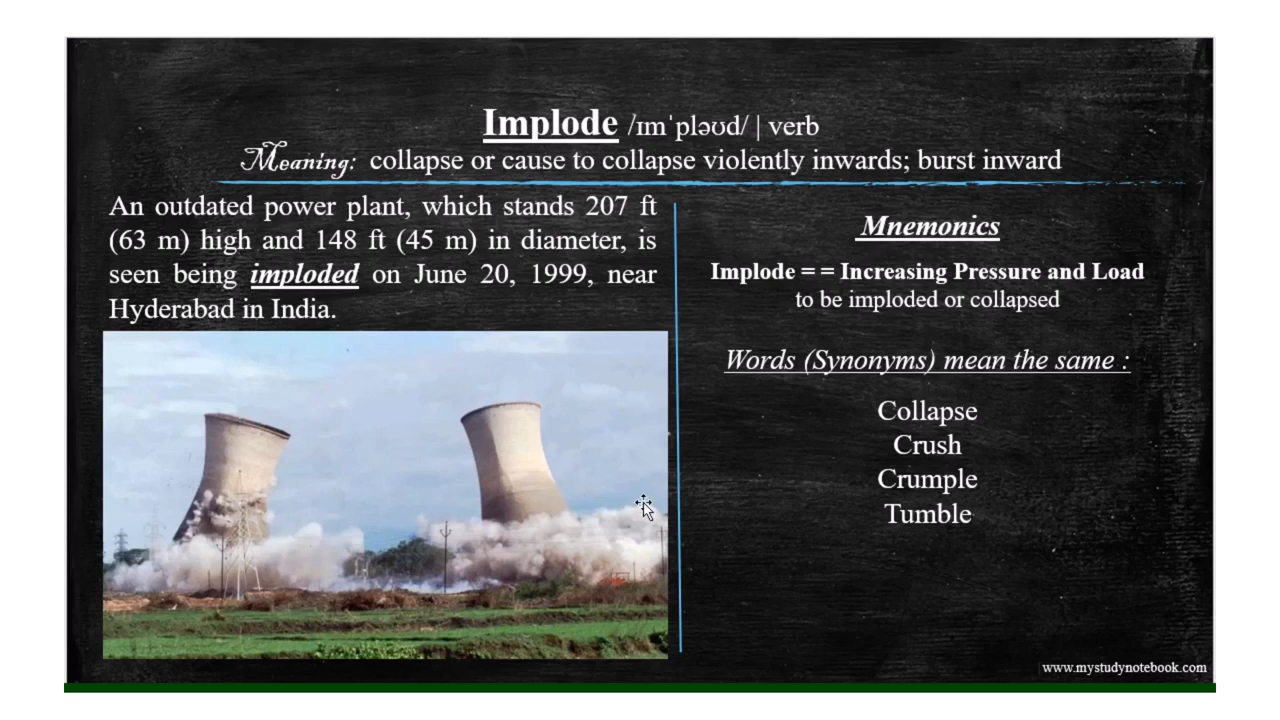 Implode /ɪmˈpləʊd/ | verb
Meaning: collapse or cause to collapse violently inwards; burst inward
An outdated power plant, which stands 207 ft
(63 m) high and 148 ft (45 m) in diameter, is
seen being imploded on June 20, 1999, near
Hyderabad in India.
Mnemonics
Implode = = Increasing Pressure and Load
to be imploded or collapsed
Words (Synonyms) mean the same :
Collapse
Crush
Crumple
Tumble
www.mystudynotebook.com